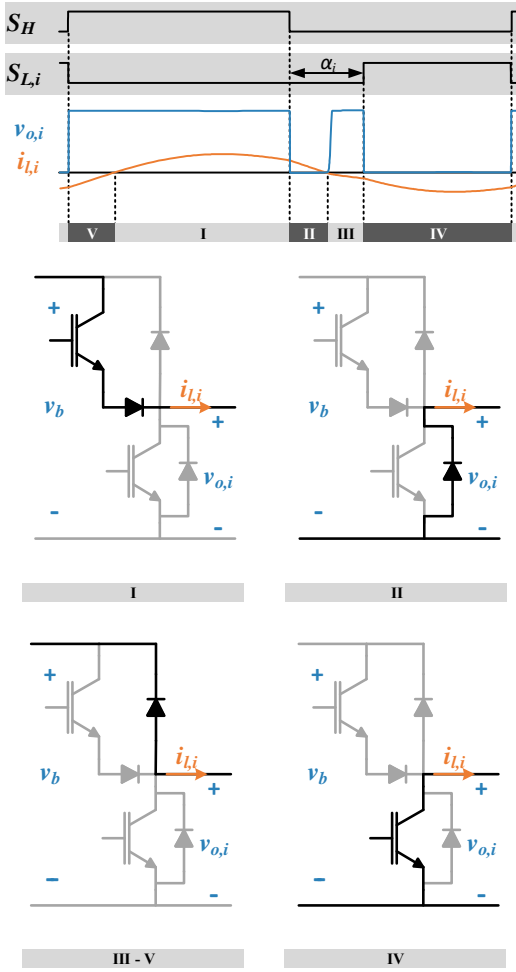 S_H
S_L,i
α_i
v_o,i
i_l,i
V I II III IV
+ +
v_b i_l,i v_b i_l,i
+ +
v_o,i v_o,i
- - - -
I II
+ +
v_b i_l,i v_b i_l,i
+ +
v_o,i v_o,i
- - - -
III - V IV